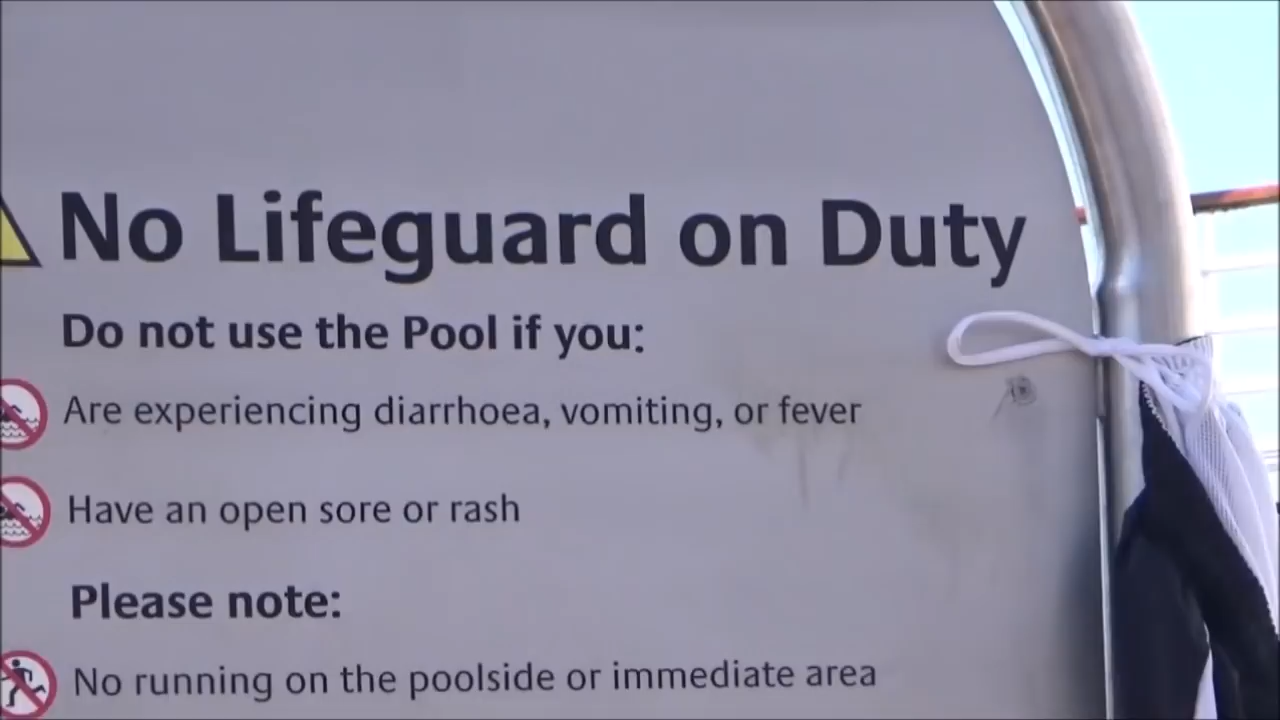 No Lifeguard on Duty
Do not use the Pool if you:
Are experiencing diarrhoea, vomiting, or fever
Have an open sore or rash
Please note:
No running on the poolside or immediate area